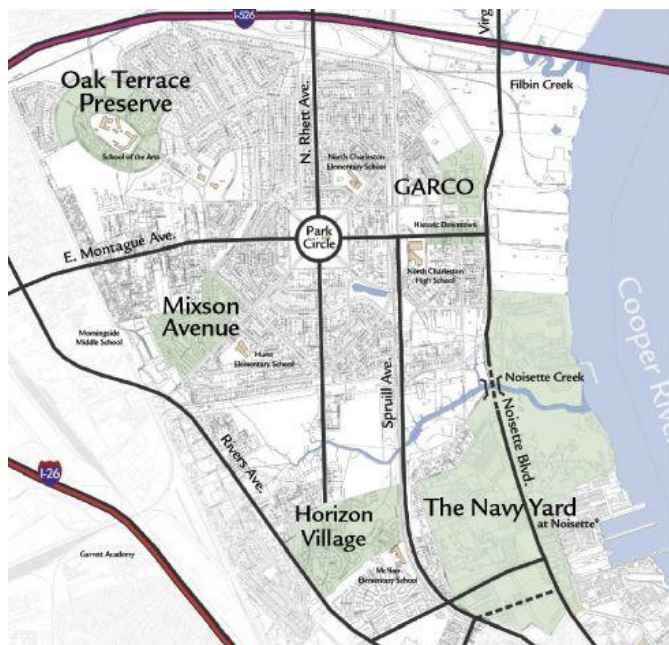 I-526
Virg
Oak Terrace
Preserve
Filbin Creek
N. Rhett Ave.
School of the Arts
North Charleston
Elementary School
GARCO
Historic Downtown
Park
Circle
E. Montague Ave.
North Charleston
High School
Mixson
Avenue
Cooper Rive
Morningside
Middle School
Hurst
Elementary School
Noisette Creek
Spruill Ave.
Noisette Blvd.
Rivers Ave.
I-26
Horizon
Village
The Navy Yard
at Noisette®
Garrett Academy
McNair
Elementary School